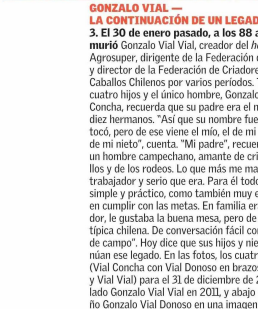 GONZALO VIAL —
LA CONTINUACIÓN DE UN LEGAD
3. El 30 de enero pasado, a los 88 a
murió Gonzalo Vial Vial, creador del h
Agrosuper, dirigente de la Federación
y director de la Federación de Criadore
Caballos Chilenos por varios períodos.
cuatro hijos y el único hombre, Gonzal
Concha, recuerda que su padre era el n
diez hermanos. "Así que su nombre fue
tocó, pero de ese viene el mío, el de mi
de mi nieto", cuenta. "Mi padre", recuer
un hombre campechano, amante de cri
llos y de los rodeos. Lo que más me ma
trabajador y serio que era. Para él todo
simple y práctico, como también muy e
en cumplir con las metas. En familia er
dor, le gustaba la buena mesa, pero de
típica chilena. De conversación fácil cor
de campo". Hoy dice que sus hijos y nie
núan ese legado. En las fotos, los cuatr
(Vial Concha con Vial Donoso en brazo
y Vial Vial) para el 31 de diciembre de
lado Gonzalo Vial Vial en 2011, y abajo
ño Gonzalo Vial Donoso en una imagen